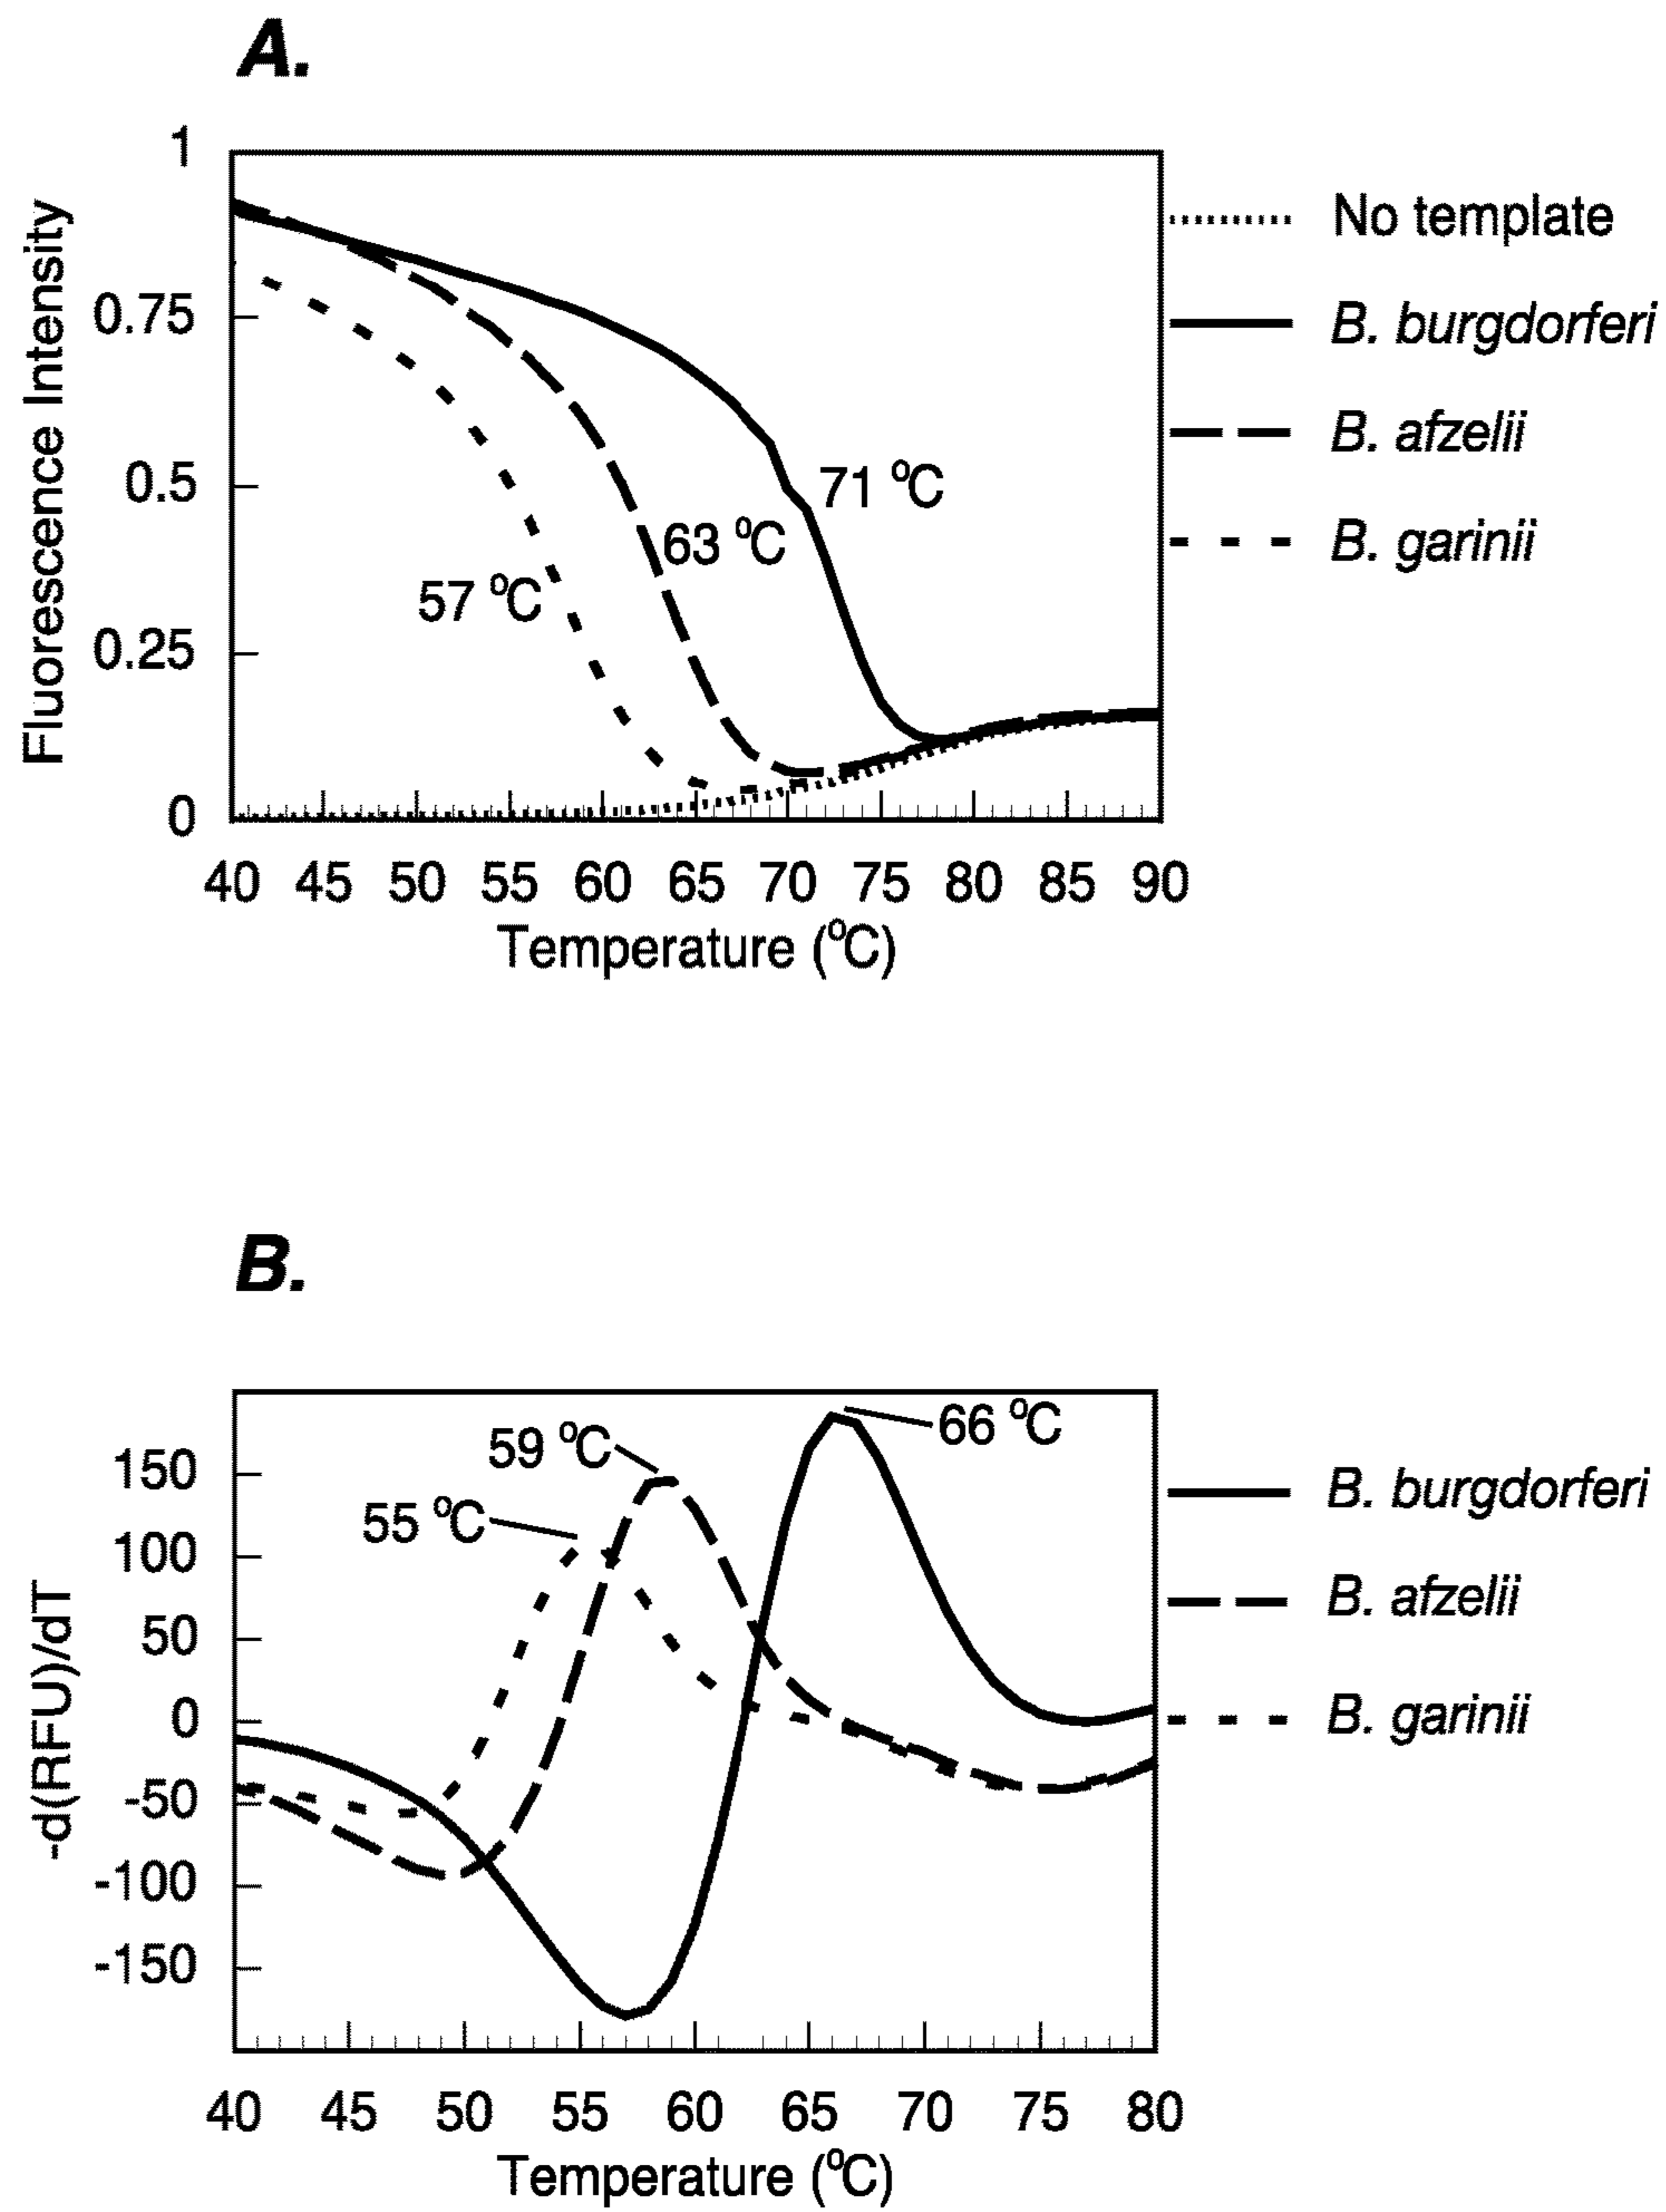 A.
1
0.75
0.5
0.25
0
Fluorescence Intensity
57 °C
63 °C
71 °C
40 45 50 55 60 65 70 75 80 85 90
Temperature (°C)
No template
B. burgdorferi
B. afzelii
B. garinii
B.
150
100
50
0
-50
-100
-150
-d(RFU)/dT
55 °C
59 °C
66 °C
40 45 50 55 60 65 70 75 80
Temperature (°C)
B. burgdorferi
B. afzelii
B. garinii